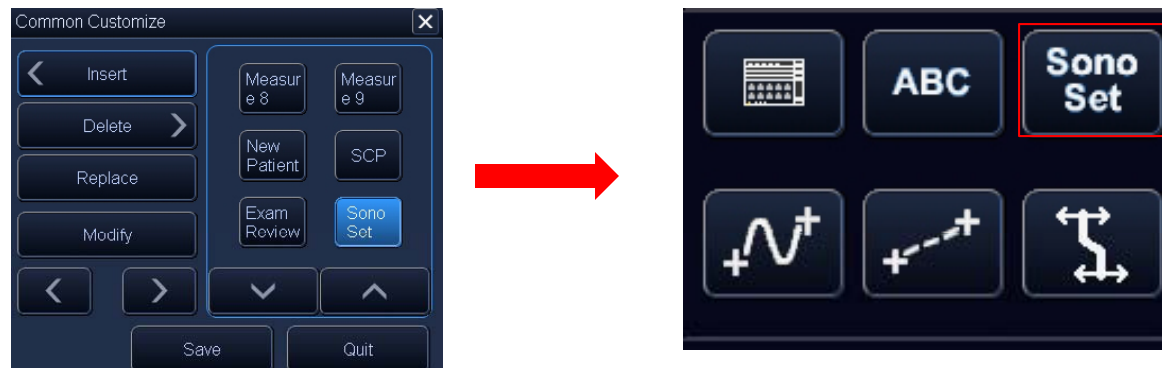 Common Customize
Insert
Delete
Replace
Modify
Measur
e 8
Measur
e 9
New
Patient
SCP
Exam
Review
Sono
Set
Save
Quit
ABC
Sono
Set